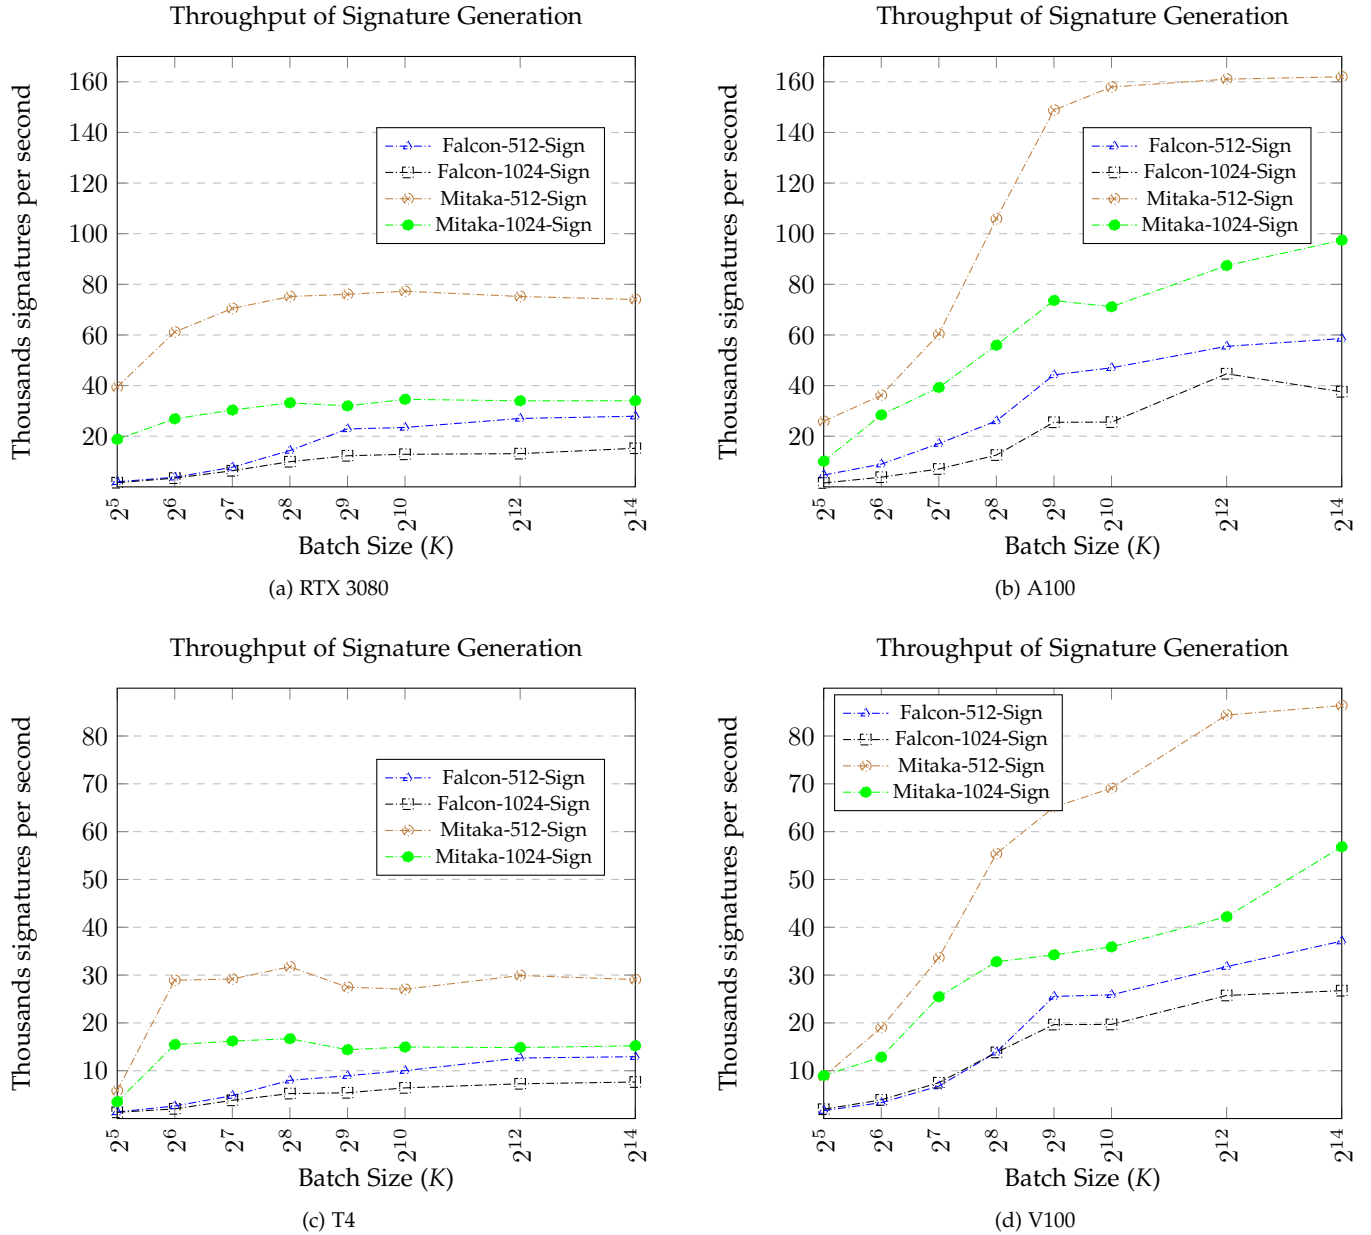 Throughput of Signature Generation
Thousands signatures per second
160
140
120
100
80
60
40
20
Falcon-512-Sign
Falcon-1024-Sign
Mitaka-512-Sign
Mitaka-1024-Sign
2^5 2^6 2^7 2^8 2^9 2^10 2^12 2^14
Batch Size (K)
(a) RTX 3080
Throughput of Signature Generation
Thousands signatures per second
160
140
120
100
80
60
40
20
Falcon-512-Sign
Falcon-1024-Sign
Mitaka-512-Sign
Mitaka-1024-Sign
2^5 2^6 2^7 2^8 2^9 2^10 2^12 2^14
Batch Size (K)
(b) A100
Throughput of Signature Generation
Thousands signatures per second
80
70
60
50
40
30
20
10
Falcon-512-Sign
Falcon-1024-Sign
Mitaka-512-Sign
Mitaka-1024-Sign
2^5 2^6 2^7 2^8 2^9 2^10 2^12 2^14
Batch Size (K)
(c) T4
Throughput of Signature Generation
Thousands signatures per second
80
70
60
50
40
30
20
10
Falcon-512-Sign
Falcon-1024-Sign
Mitaka-512-Sign
Mitaka-1024-Sign
2^5 2^6 2^7 2^8 2^9 2^10 2^12 2^14
Batch Size (K)
(d) V100